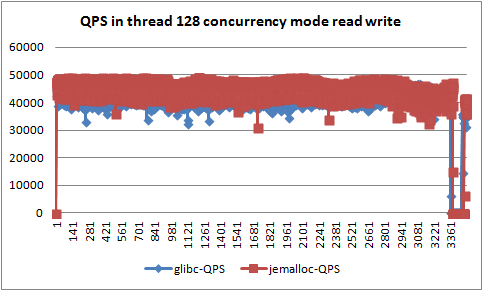 QPS in thread 128 concurrency mode read write
60000
50000
40000
30000
20000
10000
0
1 141 281 421 561 701 841 981 1121 1261 1401 1541 1681 1821 1961 2101 2241 2381 2521 2661 2801 2941 3081 3221 3361
glibc-QPS jemalloc-QPS